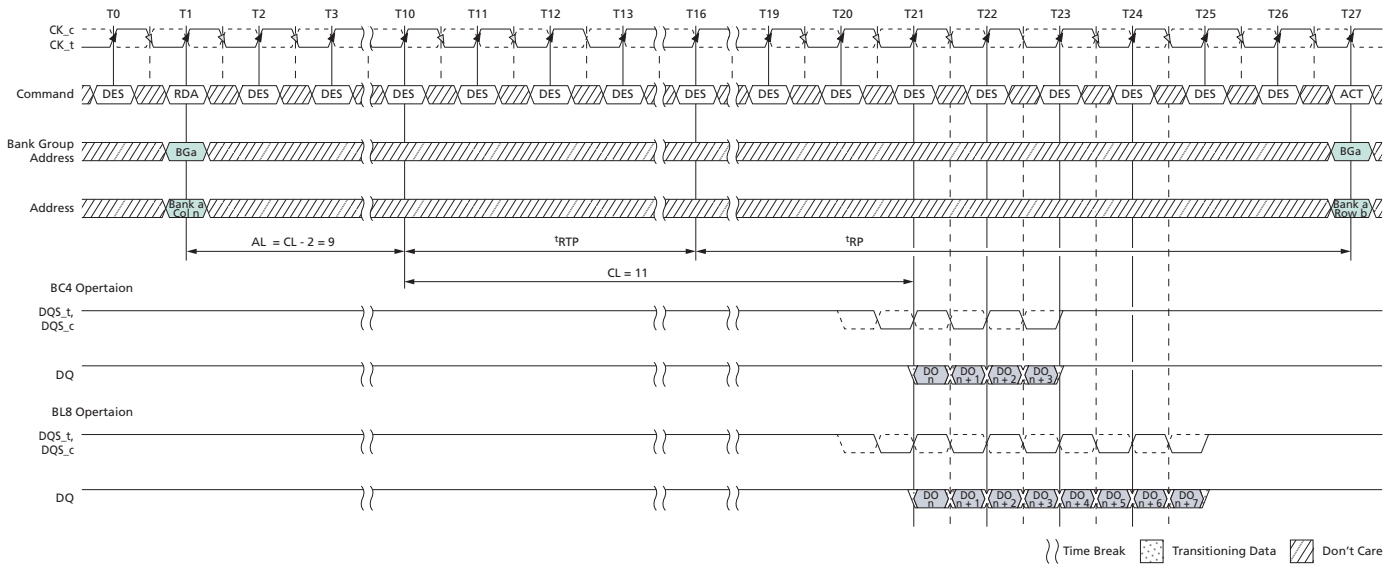 T0 T1 T2 T3 T10 T11 T12 T13 T16 T19 T20 T21 T22 T23 T24 T25 T26 T27
CK_c
CK_t
Command DES RDA DES DES DES DES DES DES DES DES DES DES DES DES DES DES DES ACT
Bank Group
Address BGa BGa
Address Bank a
Col n Bank a
Row b
AL = CL - 2 = 9 tRTP tRP
CL = 11
BC4 Opertaion
DQS_t,
DQS_c
DQ DO
n DO
n + 1 DO
n + 2 DO
n + 3
BL8 Opertaion
DQS_t,
DQS_c
DQ DO
n DO
n + 1 DO
n + 2 DO
n + 3 DO
n + 4 DO
n + 5 DO
n + 6 DO
n + 7
Time Break Transitioning Data Don't Care